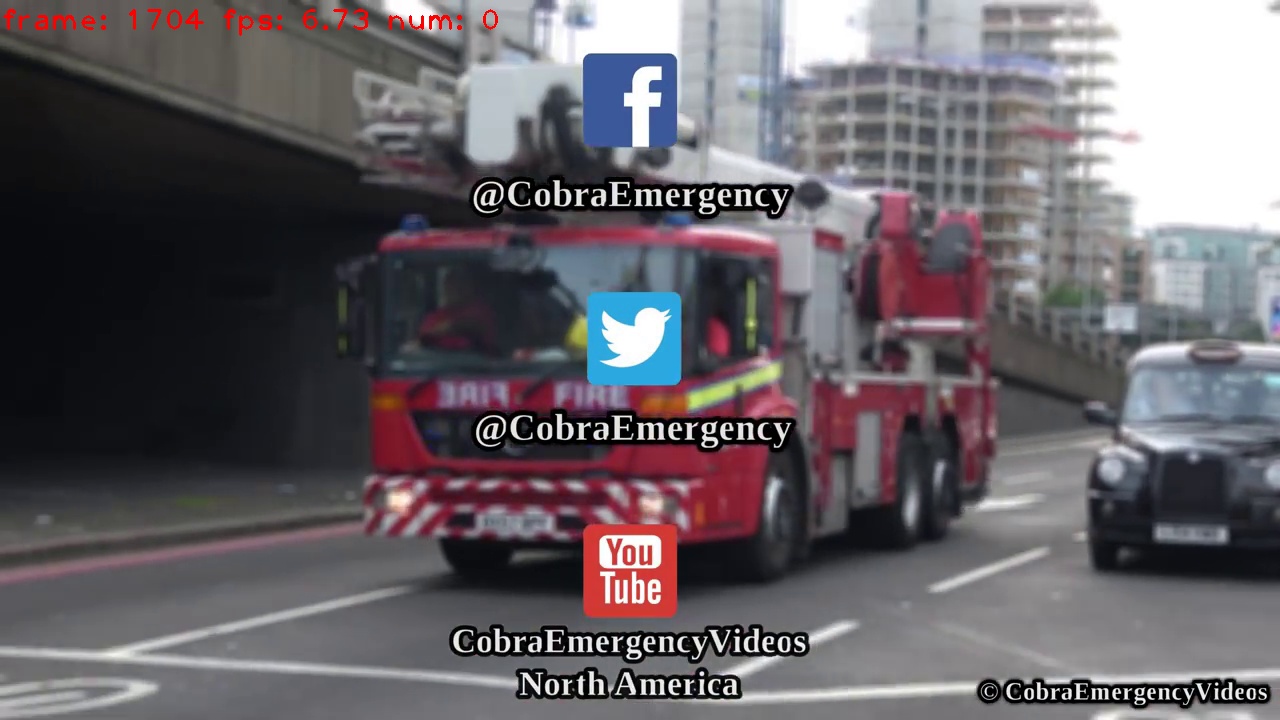 frame: 1704 fps: 6.73 num: 0
f
@CobraEmergency
FIRE FIRE
@CobraEmergency
You
Tube
CobraEmergencyVideos
North America
© CobraEmergencyVideos